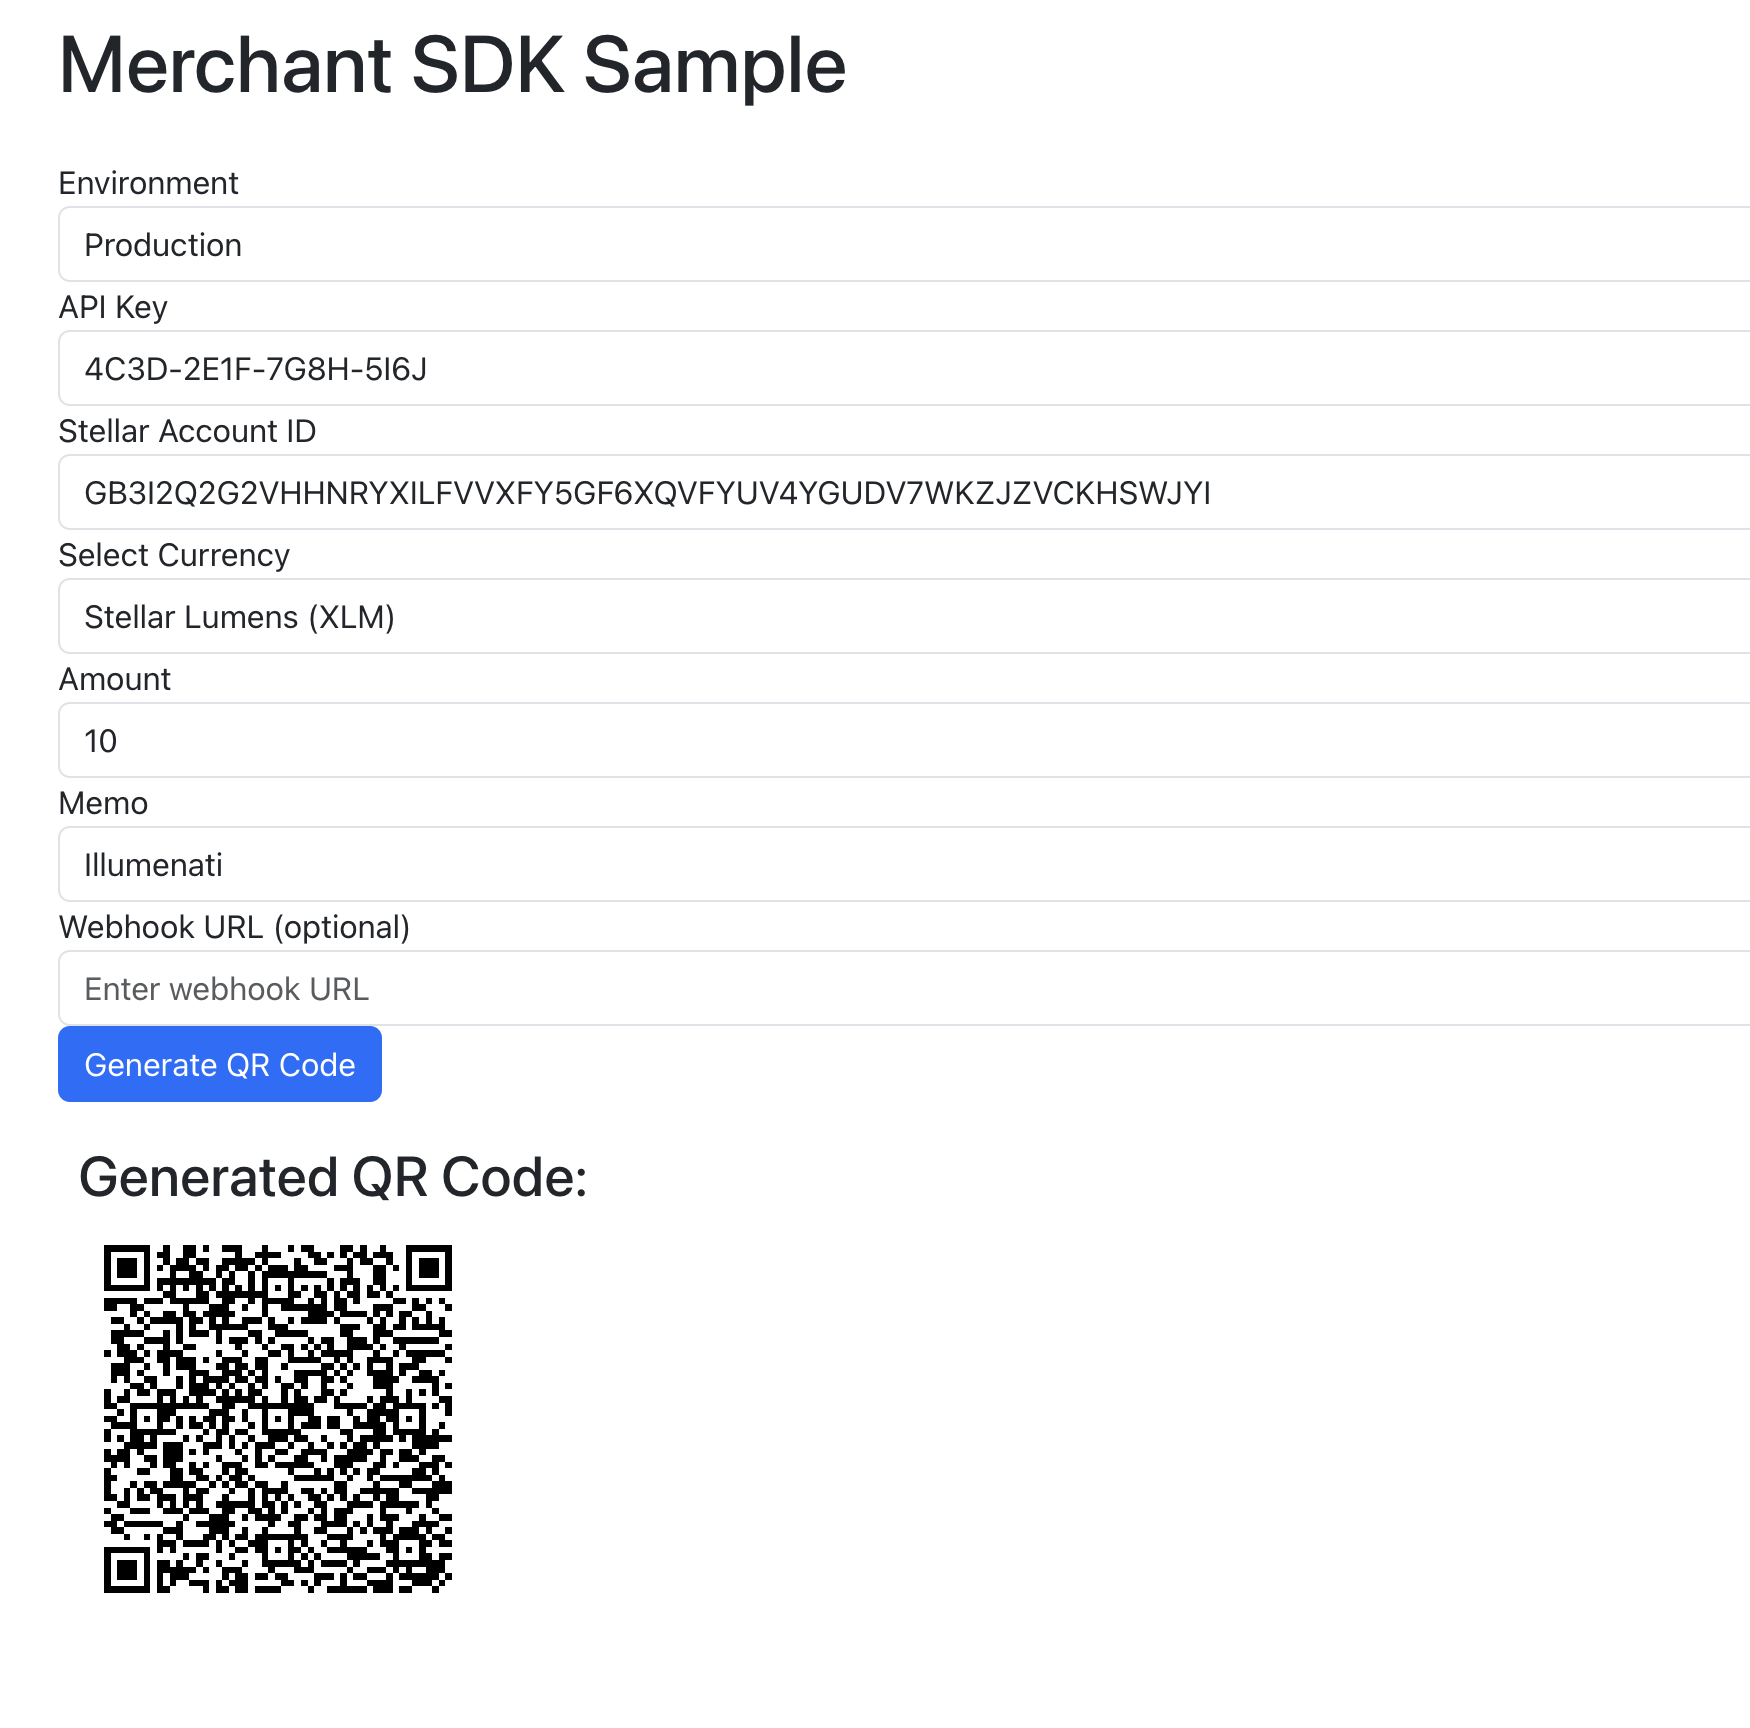 Merchant SDK Sample
Environment
Production
API Key
4C3D-2E1F-7G8H-5I6J
Stellar Account ID
GB3I2Q2G2VHHNRYXILFVVXFY5GF6XQVFYUV4YGUDV7WKZJZVCKHSWJYI
Select Currency
Stellar Lumens (XLM)
Amount
10
Memo
Illumenati
Webhook URL (optional)
Enter webhook URL
Generate QR Code
Generated QR Code: